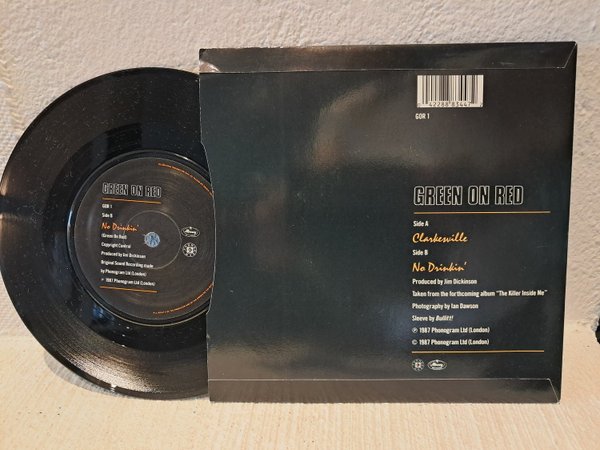 GREEN ON RED
GOR 1
Side B
No Drinkin'
(Green On Red)
Copyright Control
Produced by Jim Dickinson
Original Sound Recording made
by Phonogram Ltd (London)
℗ 1987 Phonogram Ltd (London)
Mercury
GOR 1
GREEN ON RED
Side A
Clarkesville
Side B
No Drinkin'
Produced by Jim Dickinson
Taken from the forthcoming album "The Killer Inside Me"
Photography by Ian Dawson
Sleeve by Bullitt!
℗ 1987 Phonogram Ltd (London)
© 1987 Phonogram Ltd (London)
Mercury